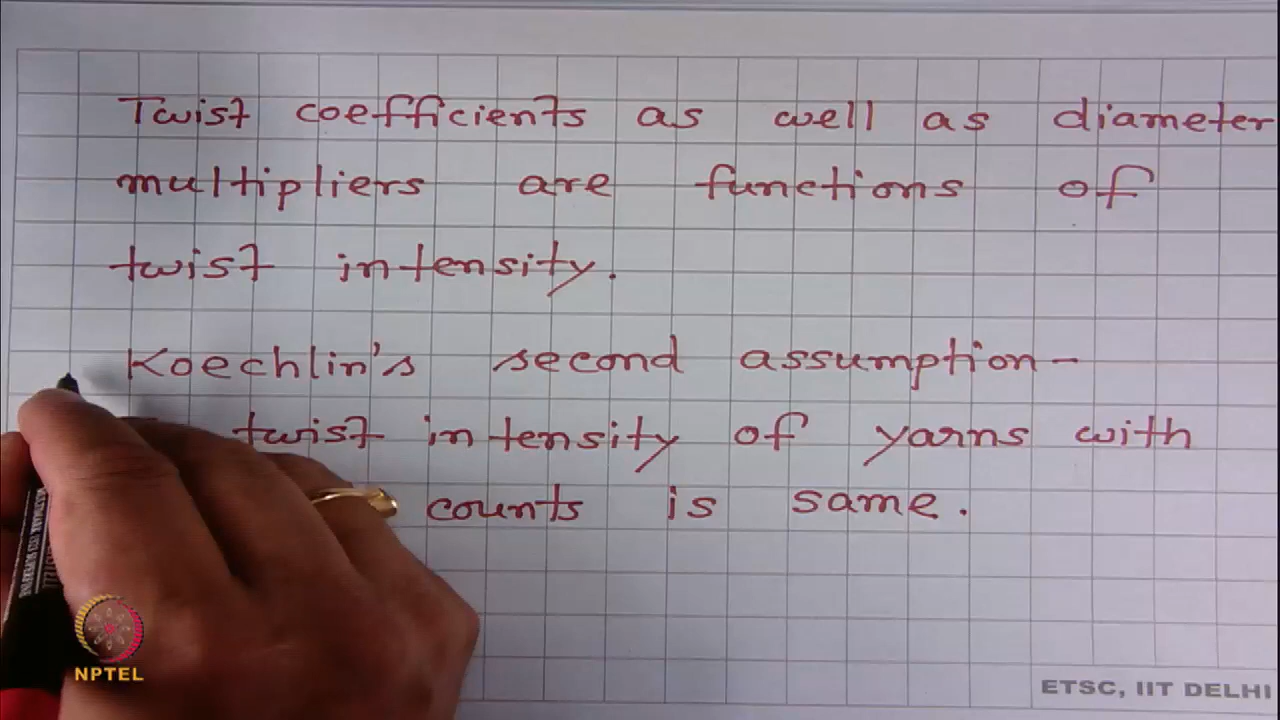 Twist coefficients as well as diameter
multipliers are functions of
twist intensity.
Koechlin's second assumption-
twist intensity of yarns with
counts is same.
NPTEL
ETSC, IIT DELHI